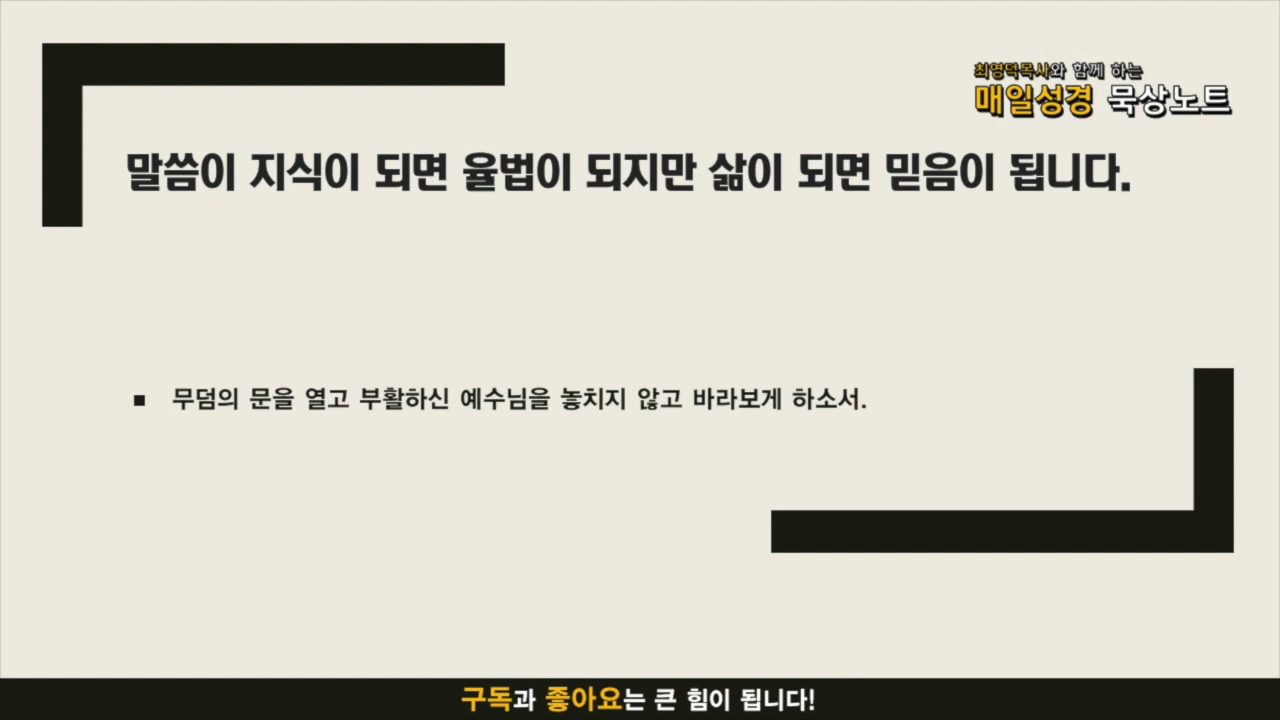 최영덕목사와 함께 하는
매일성경 묵상노트
말씀이 지식이 되면 율법이 되지만 삶이 되면 믿음이 됩니다.
■ 무덤의 문을 열고 부활하신 예수님을 놓치지 않고 바라보게 하소서.
구독과 좋아요는 큰 힘이 됩니다!